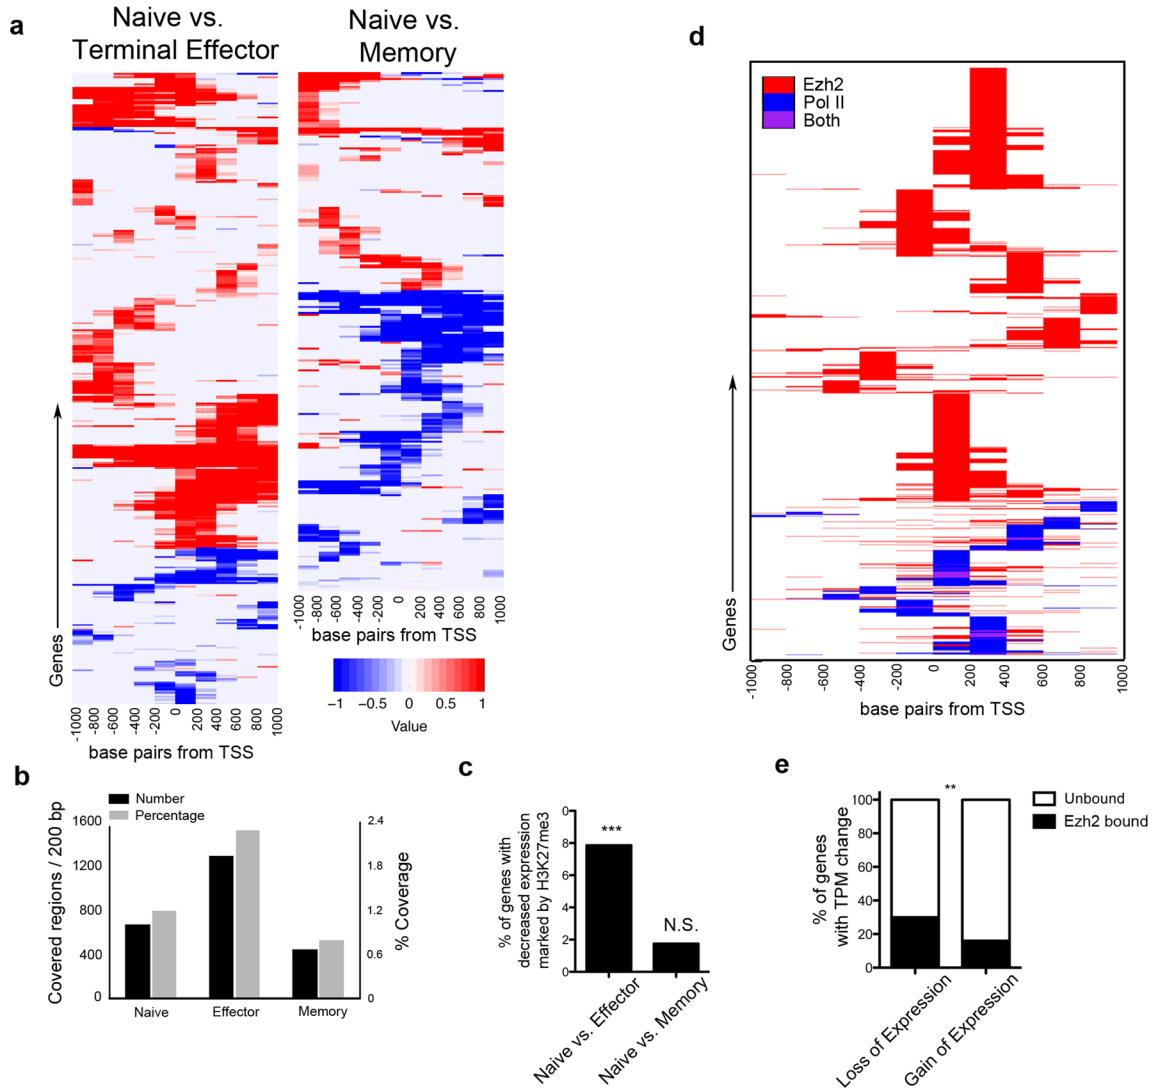 a
Naive vs.
Terminal Effector
Naive vs.
Memory
Genes
-1000 -800 -600 -400 -200 0 200 400 600 800 1000
base pairs from TSS
-1000 -800 -600 -400 -200 0 200 400 600 800 1000
base pairs from TSS
−1 −0.5 0 0.5 1
Value
d
Ezh2
Pol II
Both
Genes
-1000 -800 -600 -400 -200 0 200 400 600 800 1000
base pairs from TSS
b
Number
Percentage
Covered regions / 200 bp
1600
1200
800
400
0
2.4
1.8
1.2
0.6
0
% Coverage
Naive Effector Memory
c
% of genes with
decreased expression
marked by H3K27me3
0
8
6
4
2
0
***
N.S.
Naive vs. Effector
Naive vs. Memory
e
**
Unbound
Ezh2 bound
% of genes
with TPM change
100
80
60
40
20
0
Loss of Expression
Gain of Expression